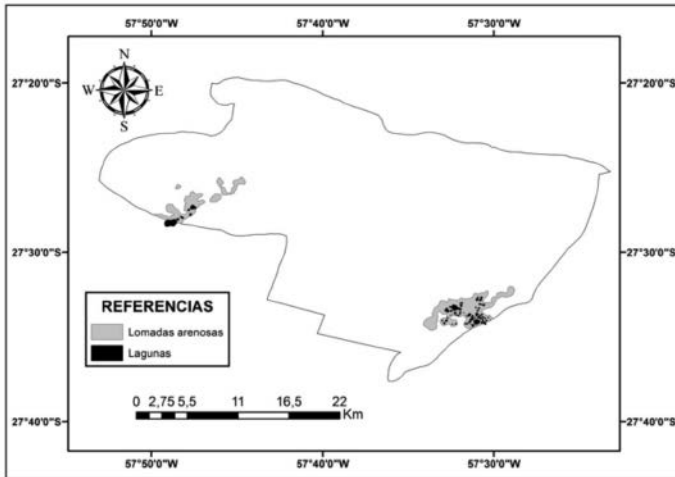 57°50'0"W 57°40'0"W 57°30'0"W
27°20'0"S 27°20'0"S
N
W E
S
27°30'0"S 27°30'0"S
REFERENCIAS
Lomadas arenosas
Lagunas
0 2,75 5,5 11 16,5 22
Km
27°40'0"S 27°40'0"S
57°50'0"W 57°40'0"W 57°30'0"W